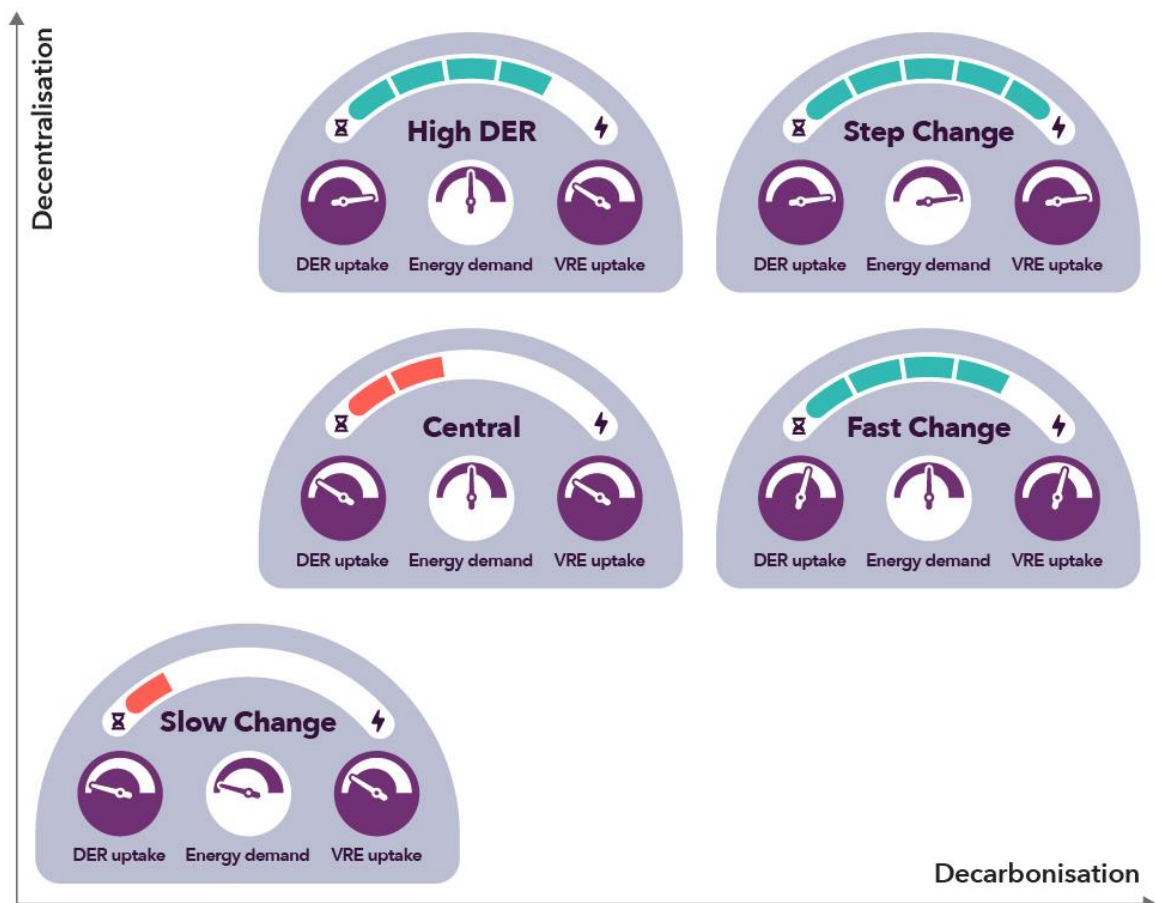 Decentralisation
High DER
DER uptake
Energy demand
VRE uptake
Step Change
DER uptake
Energy demand
VRE uptake
Central
DER uptake
Energy demand
VRE uptake
Fast Change
DER uptake
Energy demand
VRE uptake
Slow Change
DER uptake
Energy demand
VRE uptake
Decarbonisation